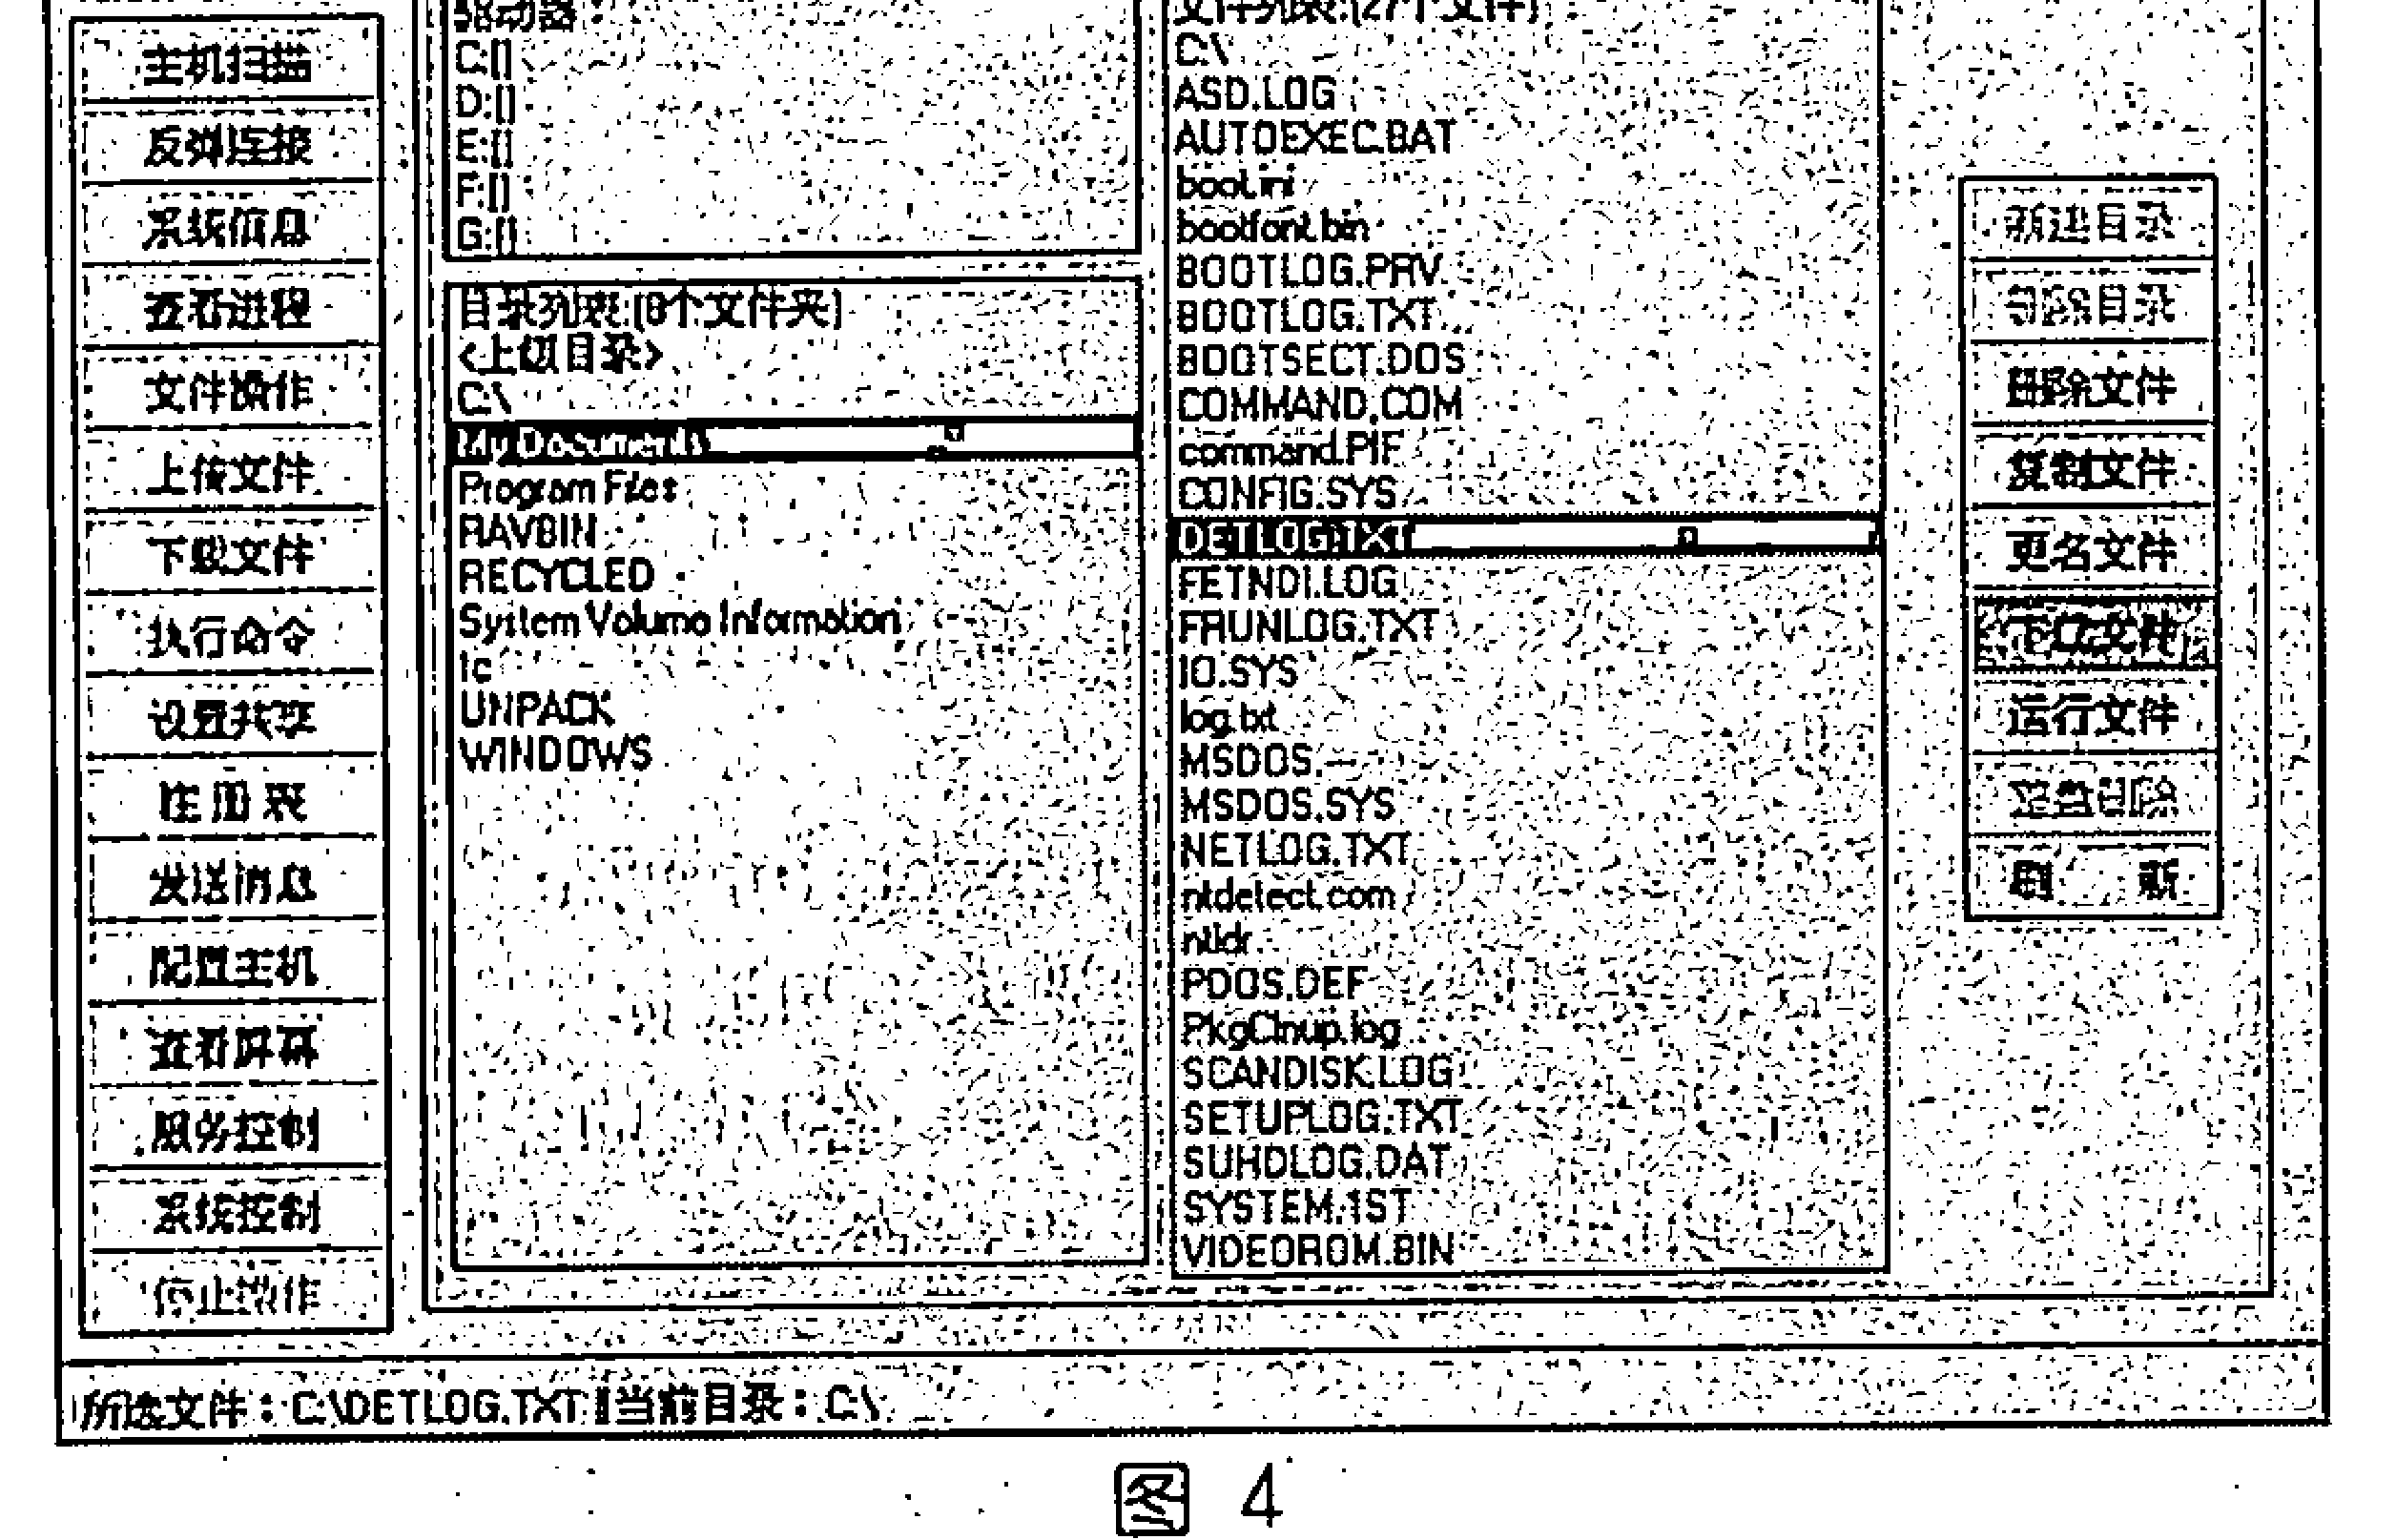 主机扫描
反弹连接
系统信息
查看进程
文件操作
上传文件
下载文件
执行命令
设置共享
注册表
发送消息
配置主机
查看屏幕
服务控制
系统控制
停止操作
驱动器:
C:[]
D:[]
E:[]
F:[]
G:[]
目录列表:(8个文件夹)
<上级目录>
C:\
My Documents
Program Files
RAVBIN
RECYCLED
System Volume Information
tc
UNPACK
WINDOWS
文件列表:(27个文件)
C:\
ASD.LOG
AUTOEXEC.BAT
boot.ini
bootfont.bin
BOOTLOG.PRV
BOOTLOG.TXT
BOOTSECT.DOS
COMMAND.COM
command.PIF
CONFIG.SYS
DETLOG.TXT
FETNDI.LOG
FRUNLOG.TXT
IO.SYS
log.txt
MSDOS.--
MSDOS.SYS
NETLOG.TXT
ntdetect.com
ntldr
PDOS.DEF
PkgClnup.log
SCANDISK.LOG
SETUPLOG.TXT
SUHDLOG.DAT
SYSTEM.1ST
VIDEOROM.BIN
新建目录
删除目录
删除文件
复制文件
更名文件
下载文件
运行文件
刷 新
所选文件:C:\DETLOG.TXT‖当前目录:C:\
图 4